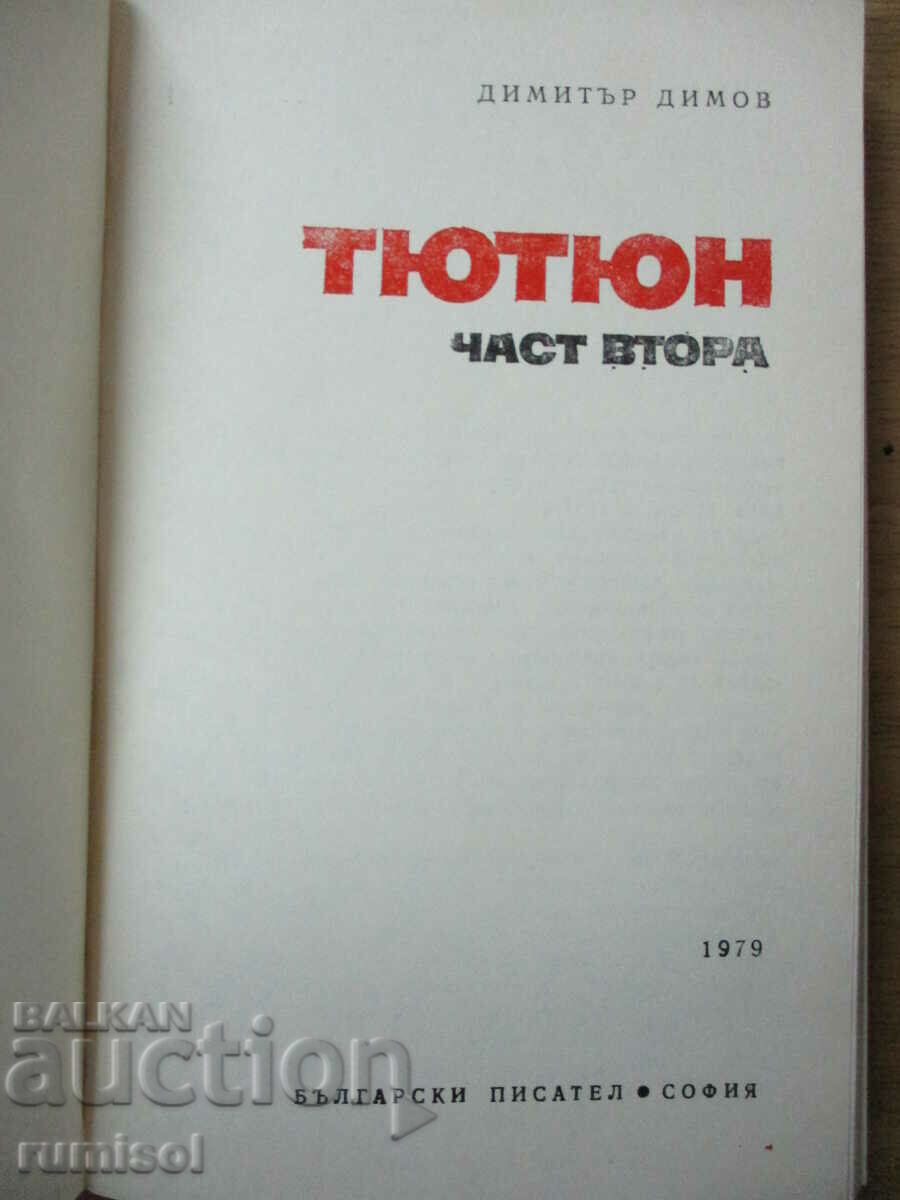 ДИМИТЪР ДИМОВ
ТЮТЮН
ЧАСТ ВТОРА
1979
БЪЛГАРСКИ ПИСАТЕЛ • СОФИЯ
BALKAN
auction
rumisol